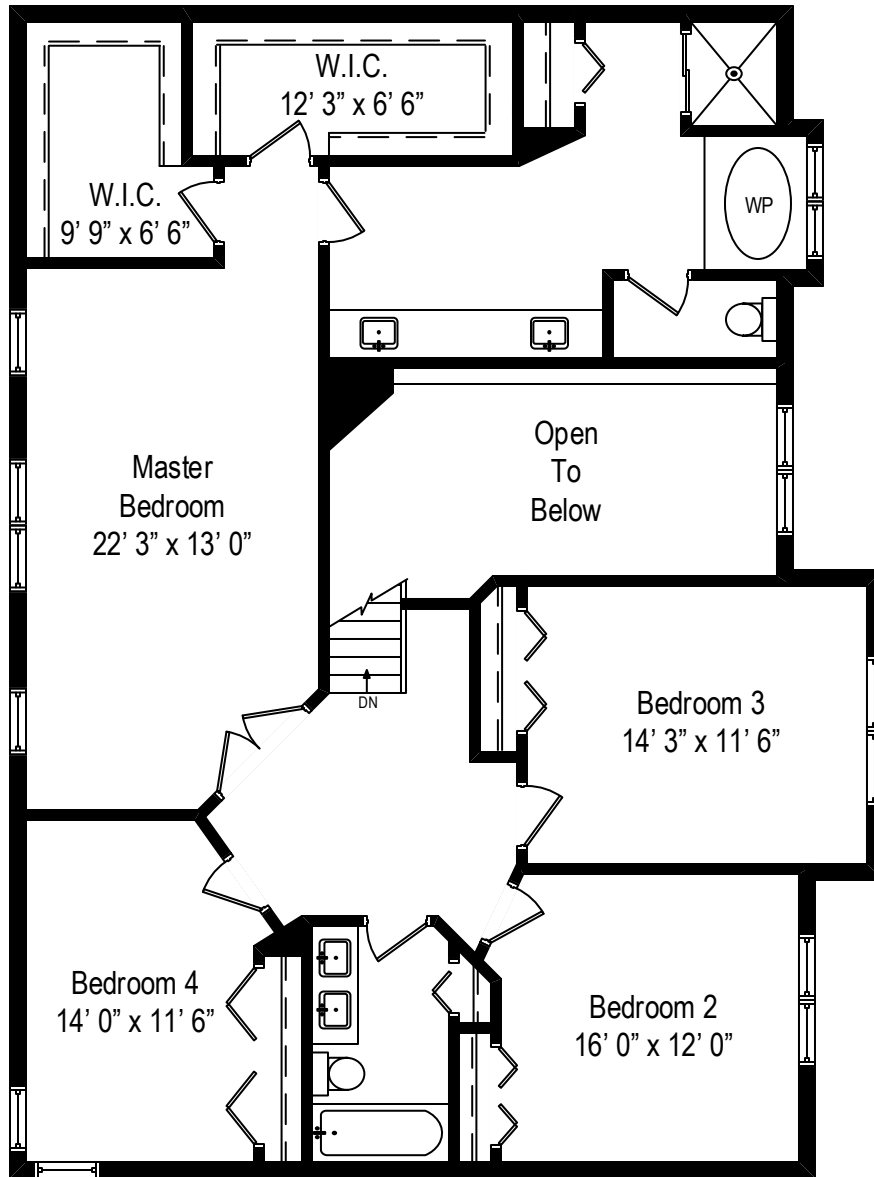 W.I.C.
12’ 3” x 6’ 6”
W.I.C.
9’ 9” x 6’ 6”
WP
Open
To
Below
Master
Bedroom
22’ 3” x 13’ 0”
DN
Bedroom 3
14’ 3” x 11’ 6”
Bedroom 4
14’ 0” x 11’ 6”
Bedroom 2
16’ 0” x 12’ 0”